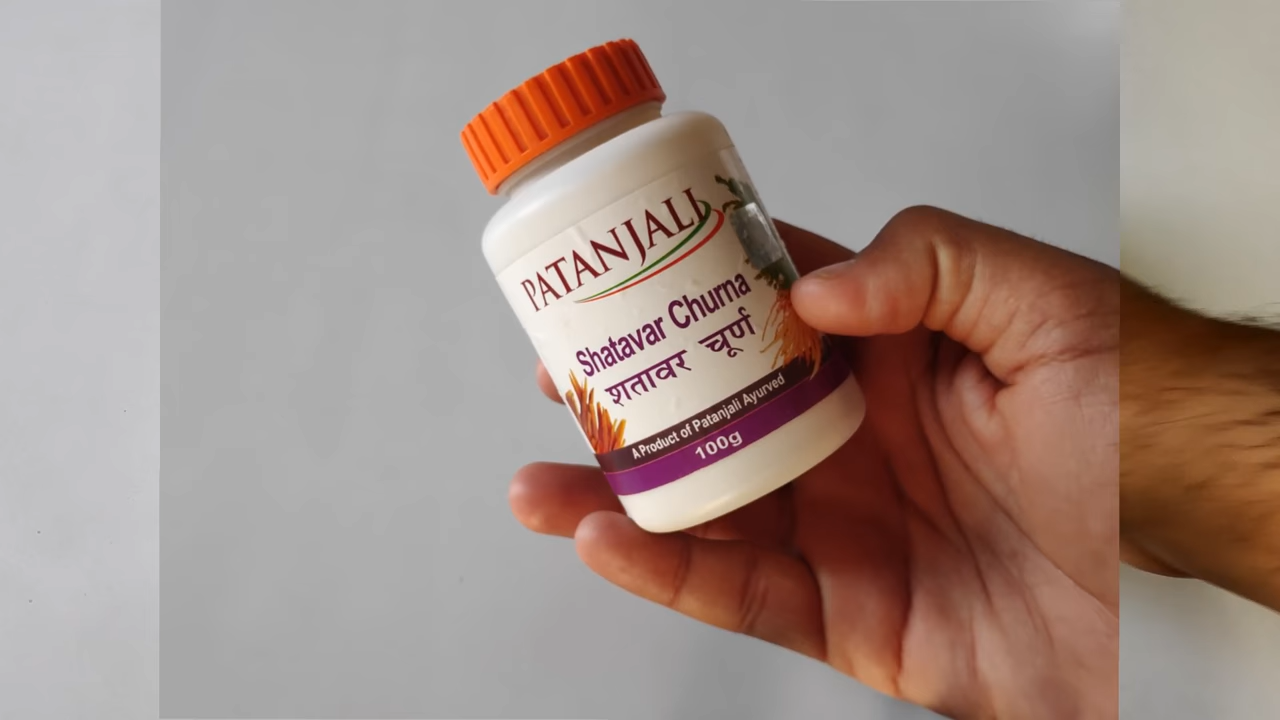 PATANJALI
Shatavar Churna
शतावर चूर्ण
A Product of Patanjali Ayurved
100g